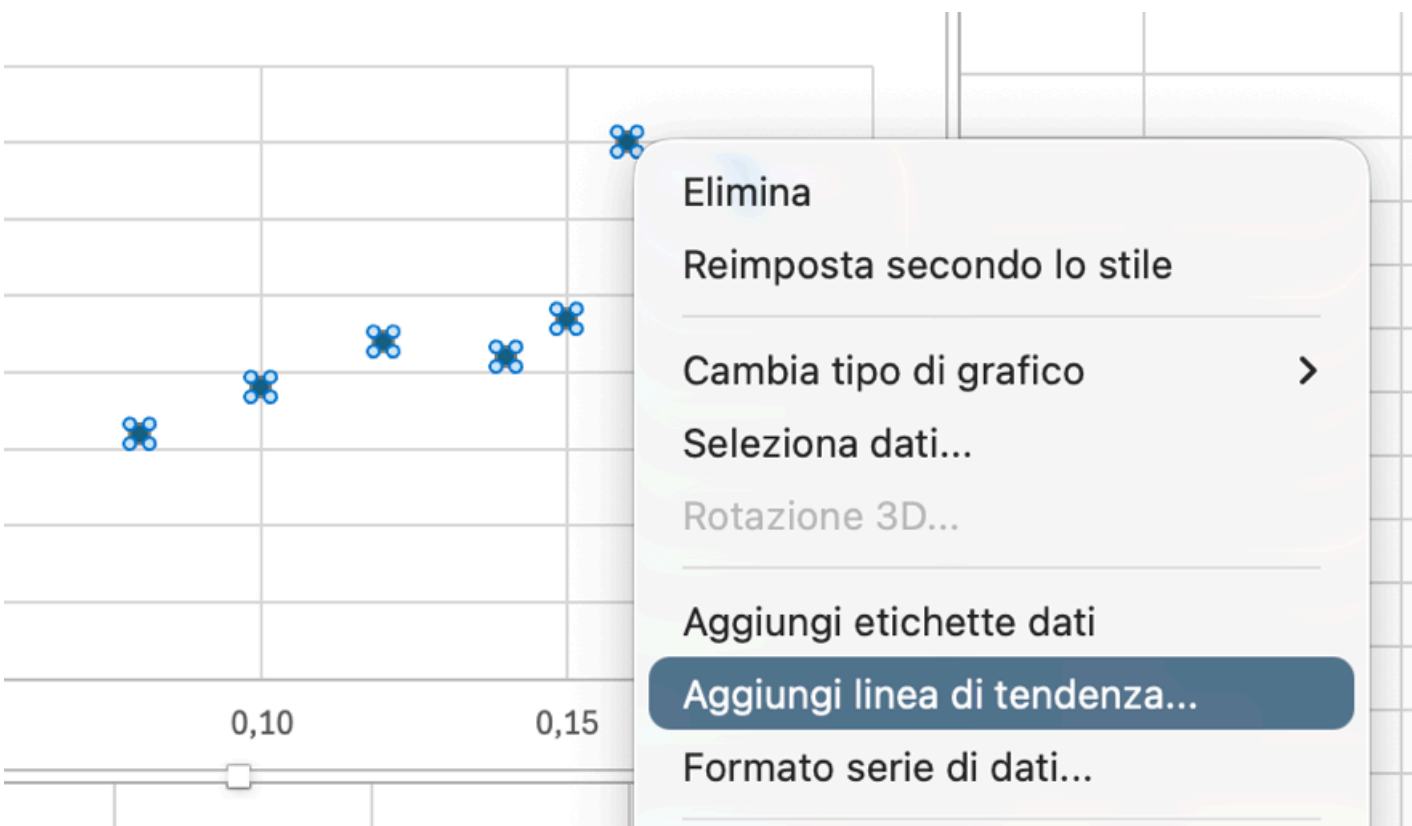 Elimina
Reimposta secondo lo stile
Cambia tipo di grafico
Seleziona dati...
Rotazione 3D...
Aggiungi etichette dati
Aggiungi linea di tendenza...
Formato serie di dati...
0,10
0,15